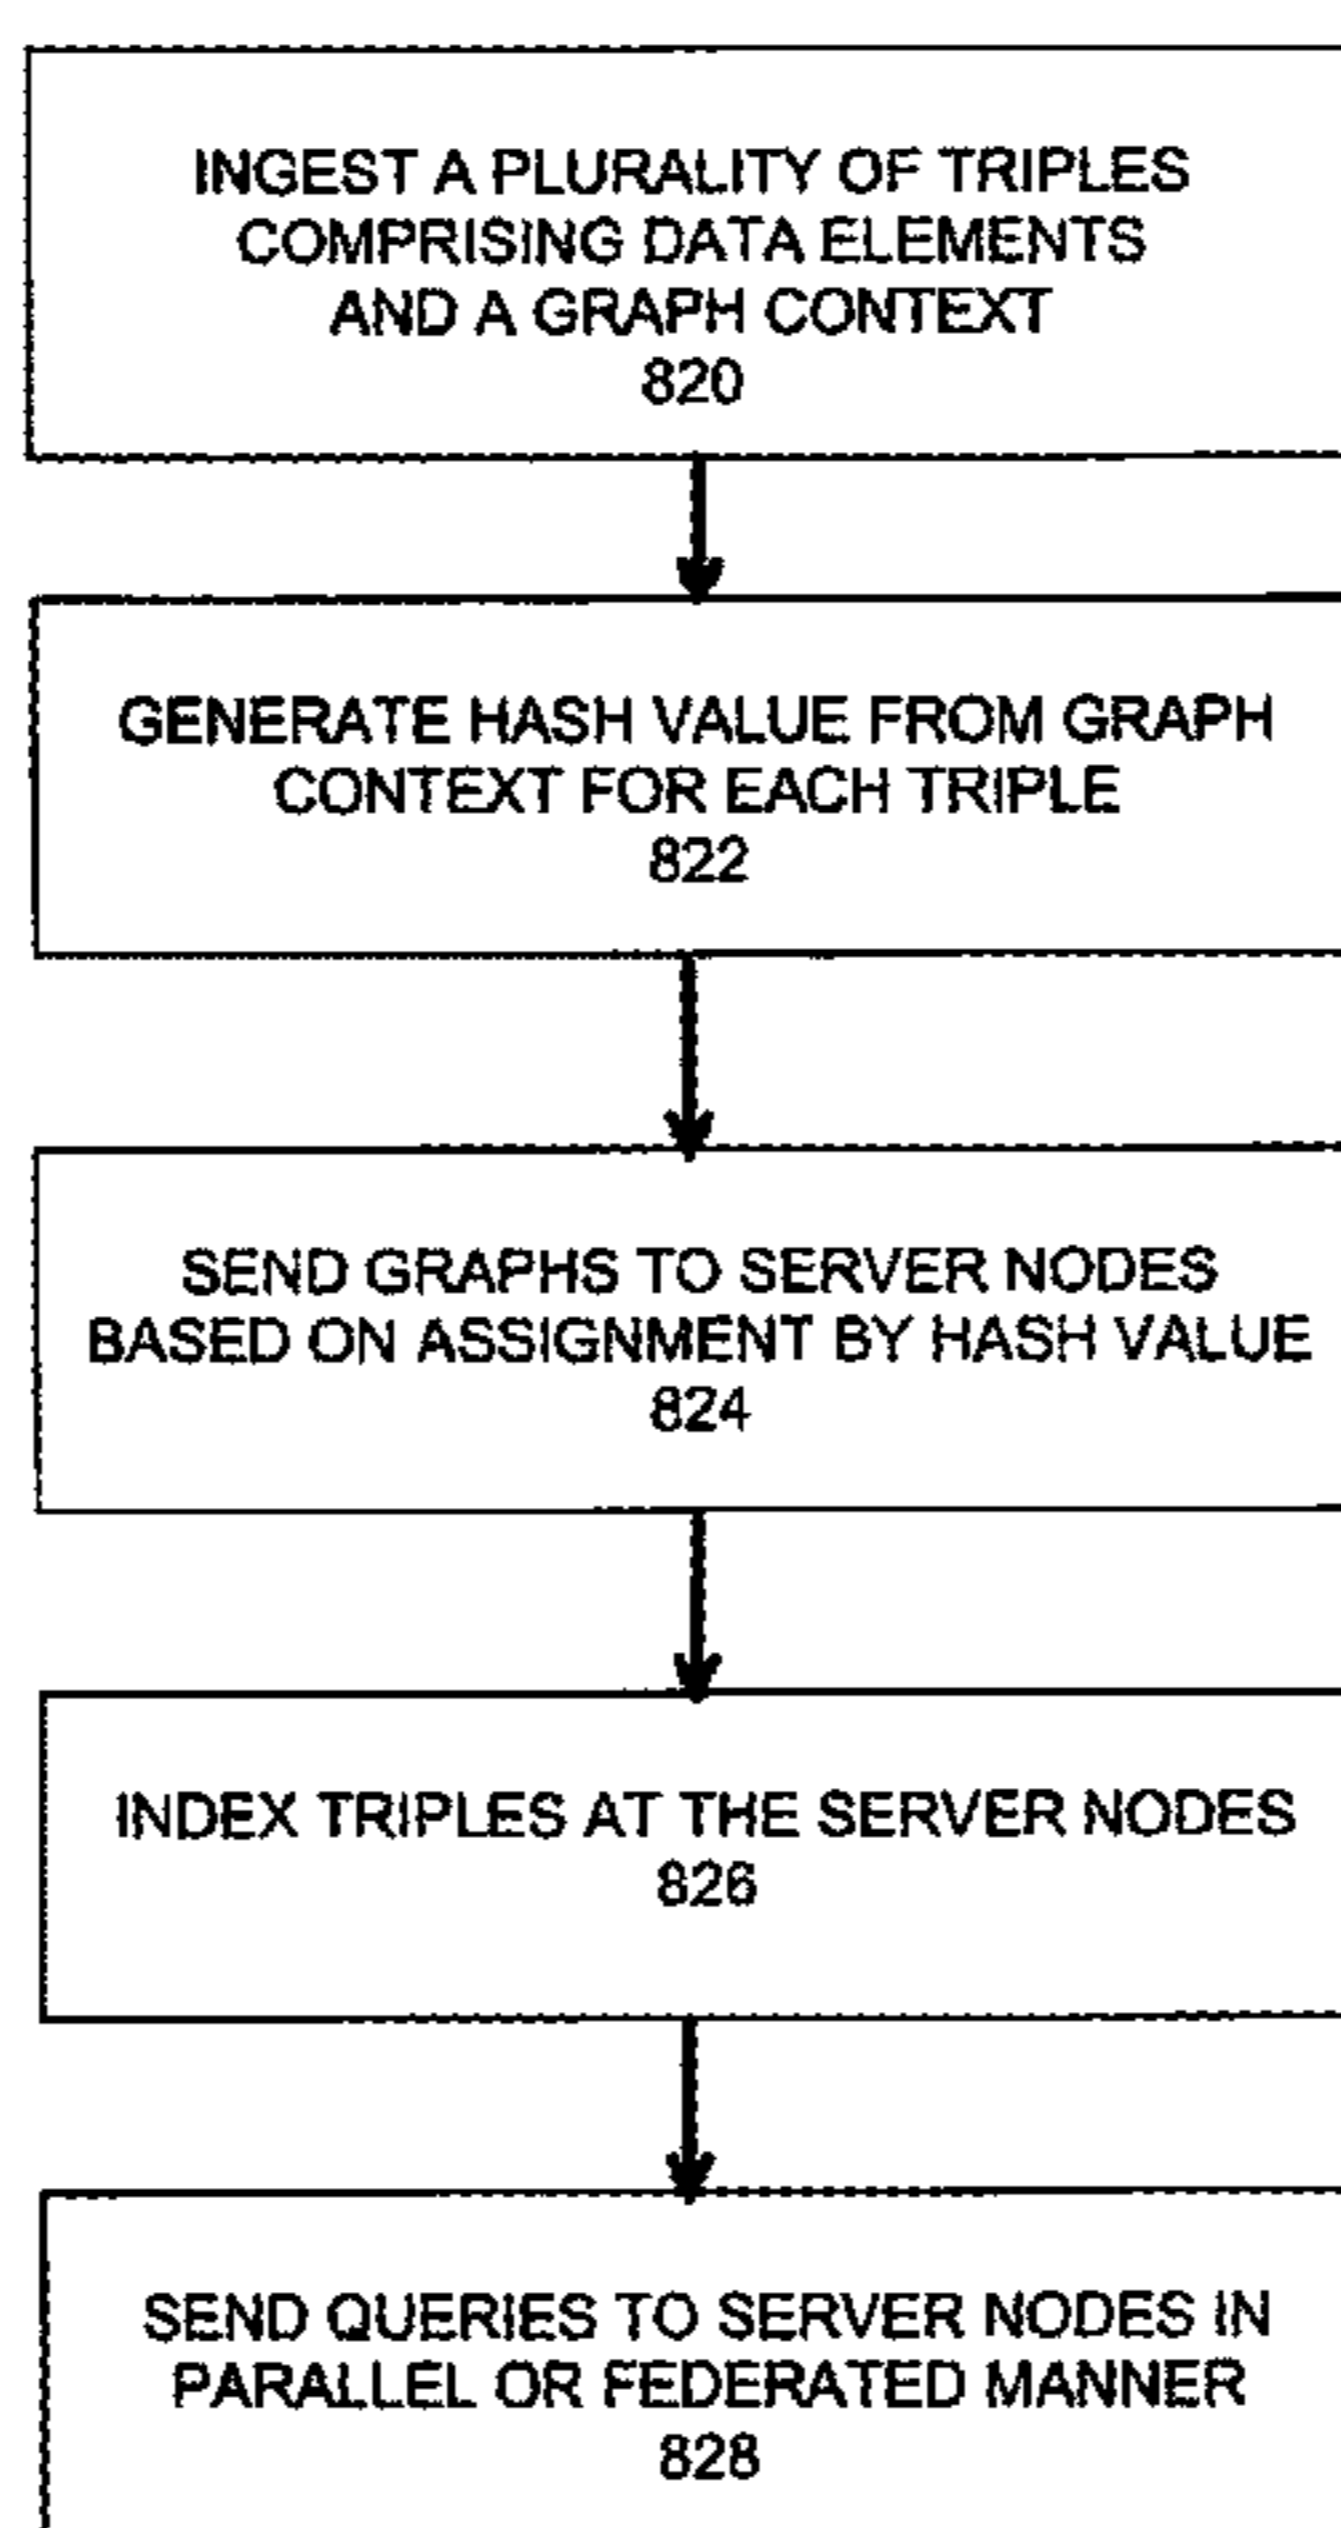 INGEST A PLURALITY OF TRIPLES
COMPRISING DATA ELEMENTS
AND A GRAPH CONTEXT
820
GENERATE HASH VALUE FROM GRAPH
CONTEXT FOR EACH TRIPLE
822
SEND GRAPHS TO SERVER NODES
BASED ON ASSIGNMENT BY HASH VALUE
824
INDEX TRIPLES AT THE SERVER NODES
826
SEND QUERIES TO SERVER NODES IN
PARALLEL OR FEDERATED MANNER
828